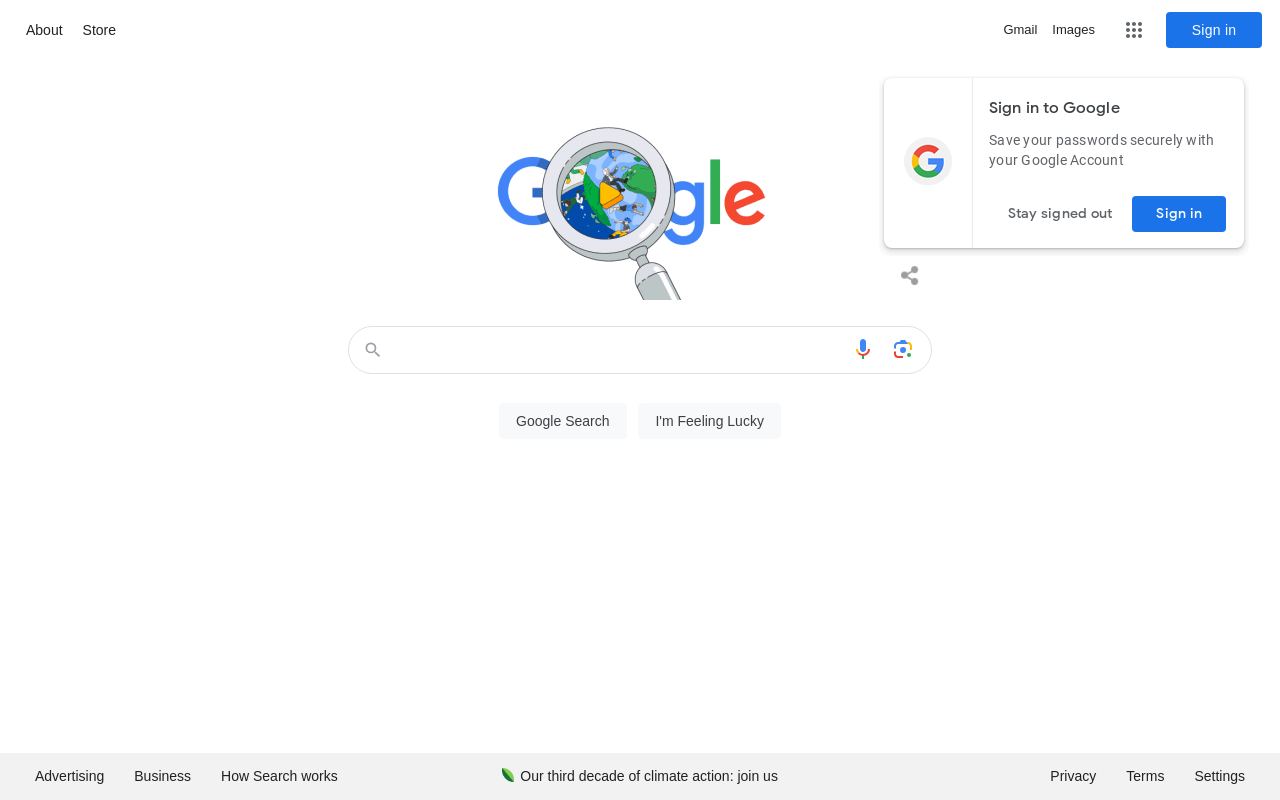 About
Store
Gmail
Images
Sign in
Sign in to Google
Save your passwords securely with
your Google Account
Stay signed out
Sign in
G gle
Google Search
I'm Feeling Lucky
Advertising
Business
How Search works
Our third decade of climate action: join us
Privacy
Terms
Settings